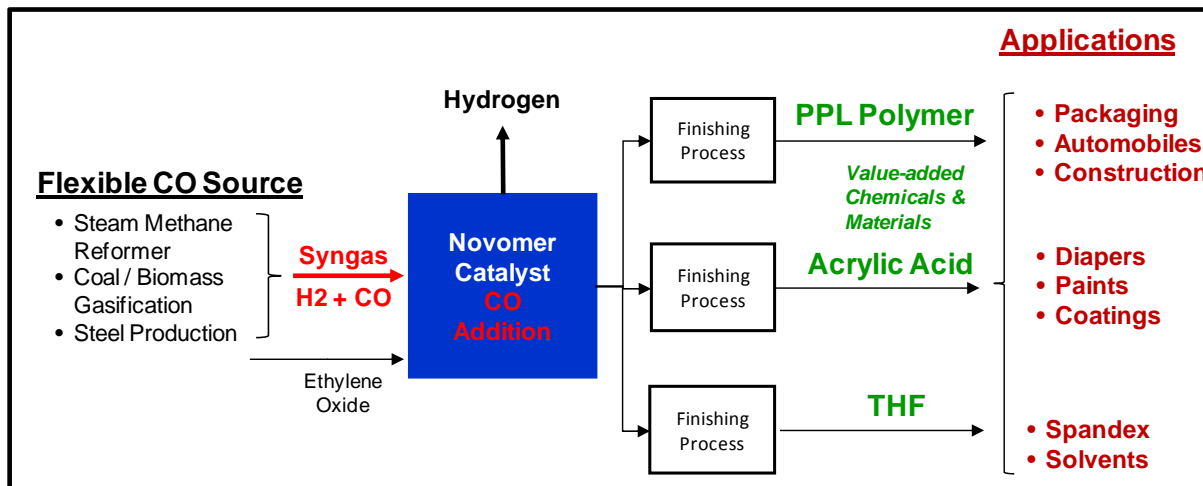 Applications
Hydrogen
Flexible CO Source
• Steam Methane
Reformer
• Coal / Biomass
Gasification
• Steel Production
Syngas
H2 + CO
Ethylene
Oxide
Novomer
Catalyst
CO
Addition
Finishing
Process
PPL Polymer
Value-added
Chemicals &
Materials
Finishing
Process
Acrylic Acid
Finishing
Process
THF
• Packaging
• Automobiles
• Construction
• Diapers
• Paints
• Coatings
• Spandex
• Solvents